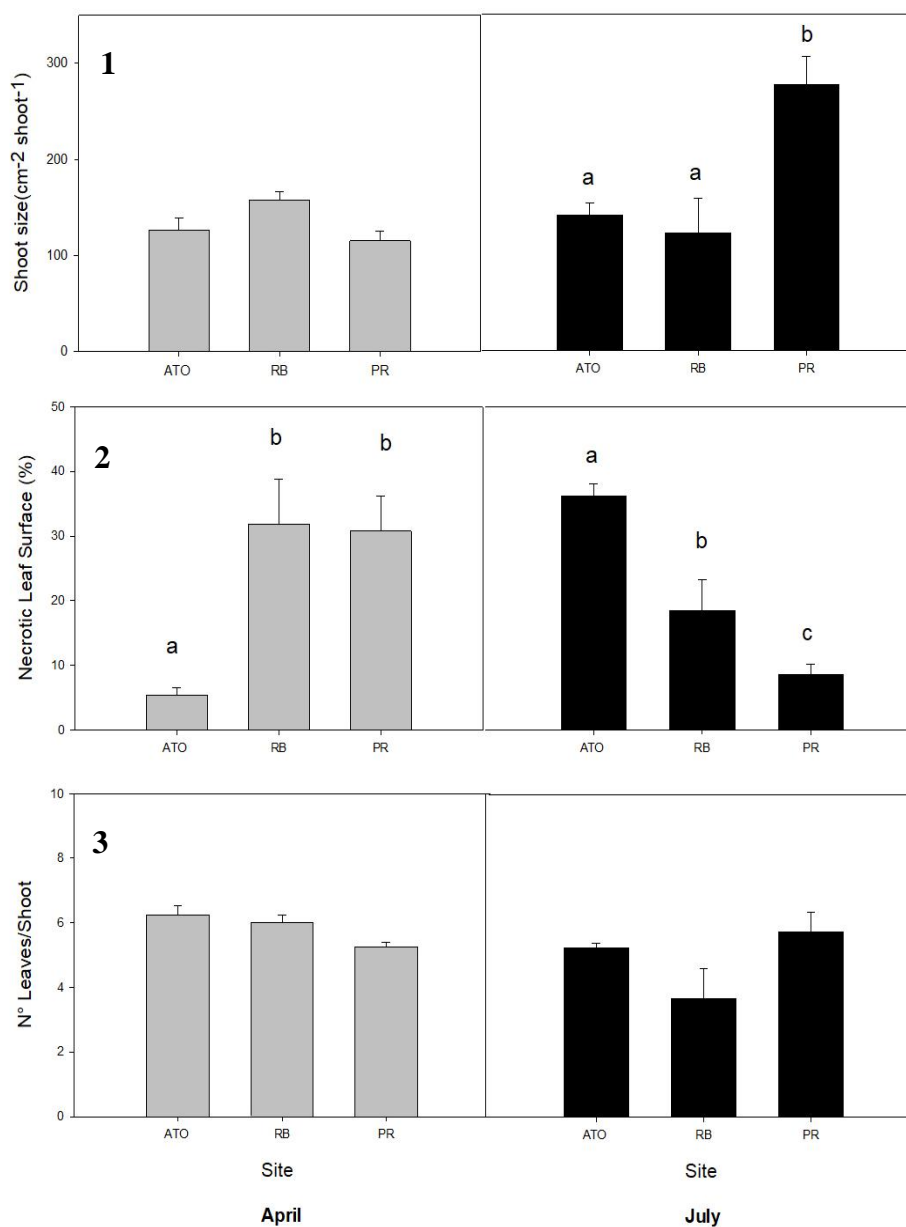 1
Shoot size(cm-2 shoot-1)
300
200
100
0
ATO RB PR
b
a a
ATO RB PR
2
Necrotic Leaf Surface (%)
50
40
30
20
10
0
a b b
ATO RB PR
a
b
c
ATO RB PR
3
N° Leaves/Shoot
10
8
6
4
2
0
ATO RB PR
ATO RB PR
Site Site
April July